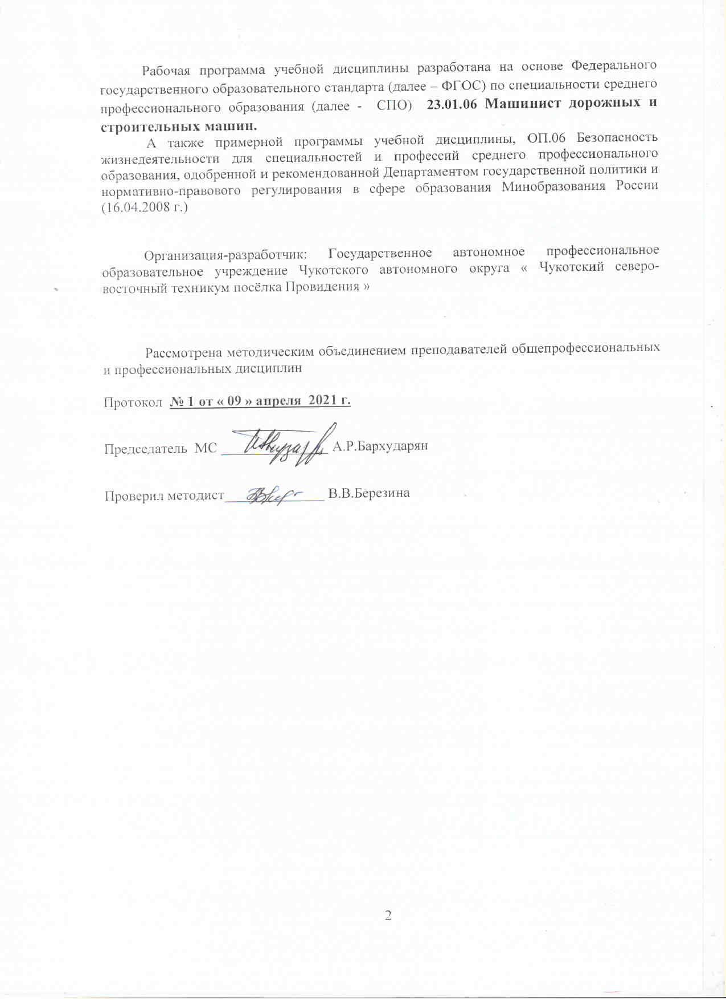 Рабочая программа учебной дисциплины разработана на основе Федерального
государственного образовательного стандарта (далее – ФГОС) по специальности среднего
профессионального образования (далее - СПО) 23.01.06 Машинист дорожных и
строительных машин.
А также примерной программы учебной дисциплины, ОП.06 Безопасность
жизнедеятельности для специальностей и профессий среднего профессионального
образования, одобренной и рекомендованной Департаментом государственной политики и
нормативно-правового регулирования в сфере образования Минобразования России
(16.04.2008 г.)
Организация-разработчик: Государственное автономное профессиональное
образовательное учреждение Чукотского автономного округа « Чукотский северо-
восточный техникум посёлка Провидения »
Рассмотрена методическим объединением преподавателей общепрофессиональных
и профессиональных дисциплин
Протокол № 1 от « 09 » апреля 2021 г.
Председатель МС ______________ А.Р.Бархударян
Проверил методист______________ В.В.Березина
2